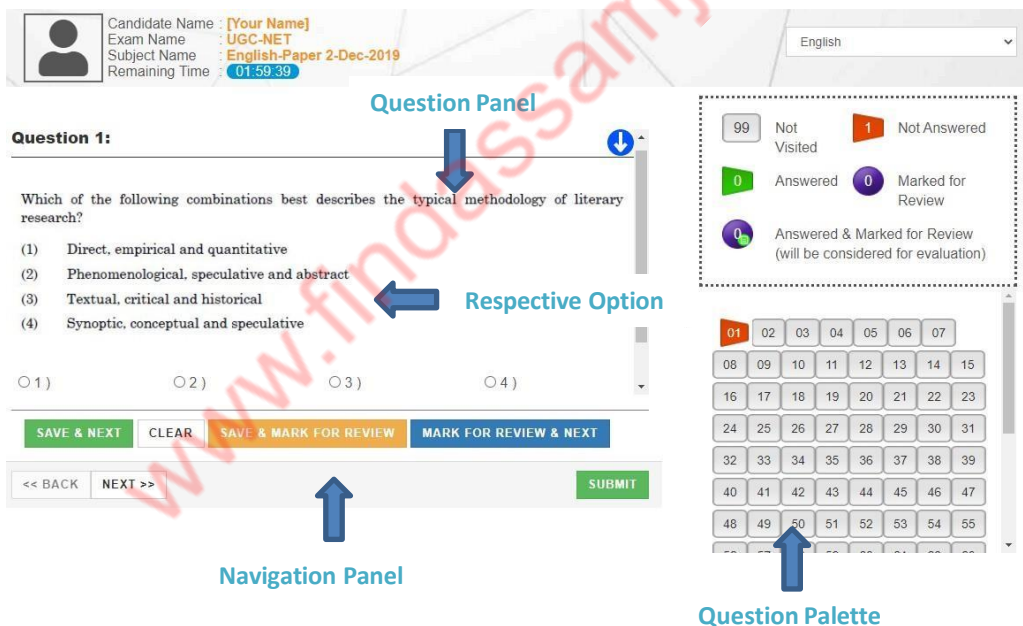 Candidate Name : [Your Name]
Exam Name : UGC-NET
Subject Name : English-Paper 2-Dec-2019
Remaining Time : 01:59:39
English
Question Panel
Question 1:
Which of the following combinations best describes the typical methodology of literary
research?
(1) Direct, empirical and quantitative
(2) Phenomenological, speculative and abstract
(3) Textual, critical and historical
(4) Synoptic, conceptual and speculative
Respective Option
1 ) 2 ) 3 ) 4 )
SAVE & NEXT CLEAR SAVE & MARK FOR REVIEW MARK FOR REVIEW & NEXT
<< BACK NEXT >> SUBMIT
Navigation Panel
99 Not Visited 1 Not Answered
0 Answered 0 Marked for
Review
0 Answered & Marked for Review
(will be considered for evaluation)
01 02 03 04 05 06 07
08 09 10 11 12 13 14 15
16 17 18 19 20 21 22 23
24 25 26 27 28 29 30 31
32 33 34 35 36 37 38 39
40 41 42 43 44 45 46 47
48 49 50 51 52 53 54 55
Question Palette